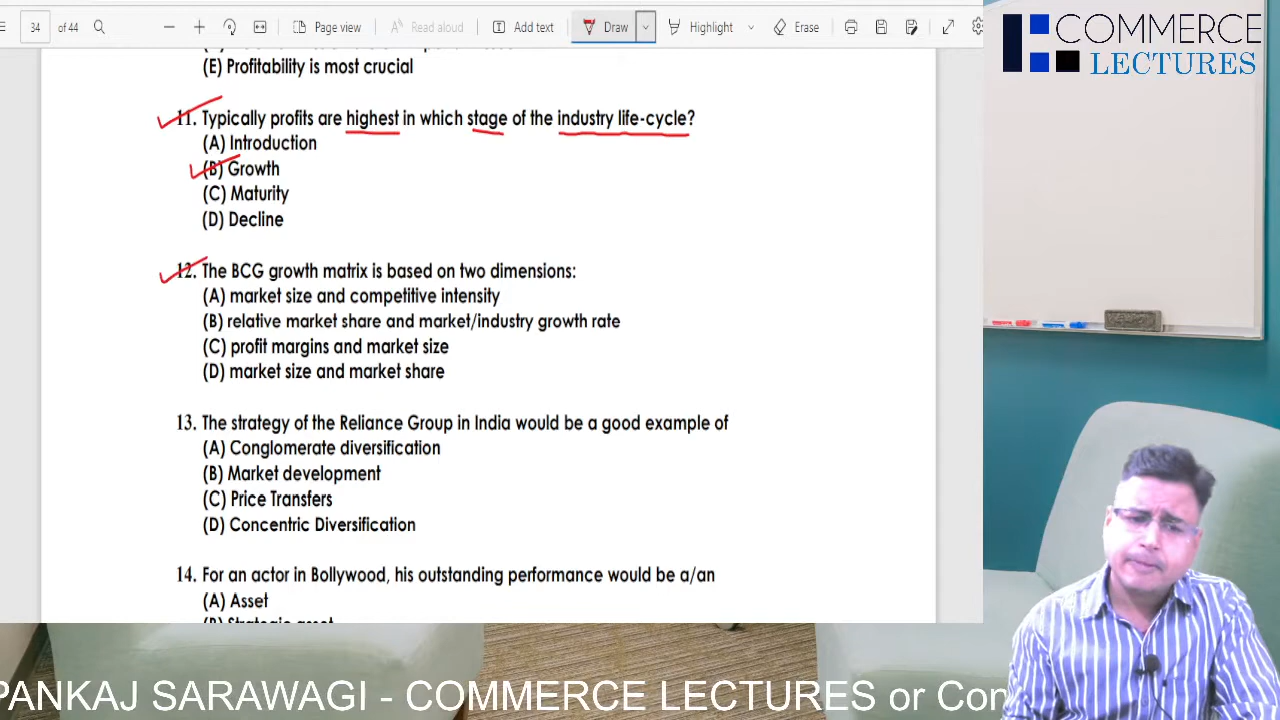 34 of 44 Page view Read aloud Add text Draw Highlight Erase
COMMERCE
LECTURES
(E) Profitability is most crucial
11. Typically profits are highest in which stage of the industry life-cycle?
(A) Introduction
(B) Growth
(C) Maturity
(D) Decline
12. The BCG growth matrix is based on two dimensions:
(A) market size and competitive intensity
(B) relative market share and market/industry growth rate
(C) profit margins and market size
(D) market size and market share
13. The strategy of the Reliance Group in India would be a good example of
(A) Conglomerate diversification
(B) Market development
(C) Price Transfers
(D) Concentric Diversification
14. For an actor in Bollywood, his outstanding performance would be a/an
(A) Asset
(B) Strategic asset
PANKAJ SARAWAGI - COMMERCE LECTURES or Con